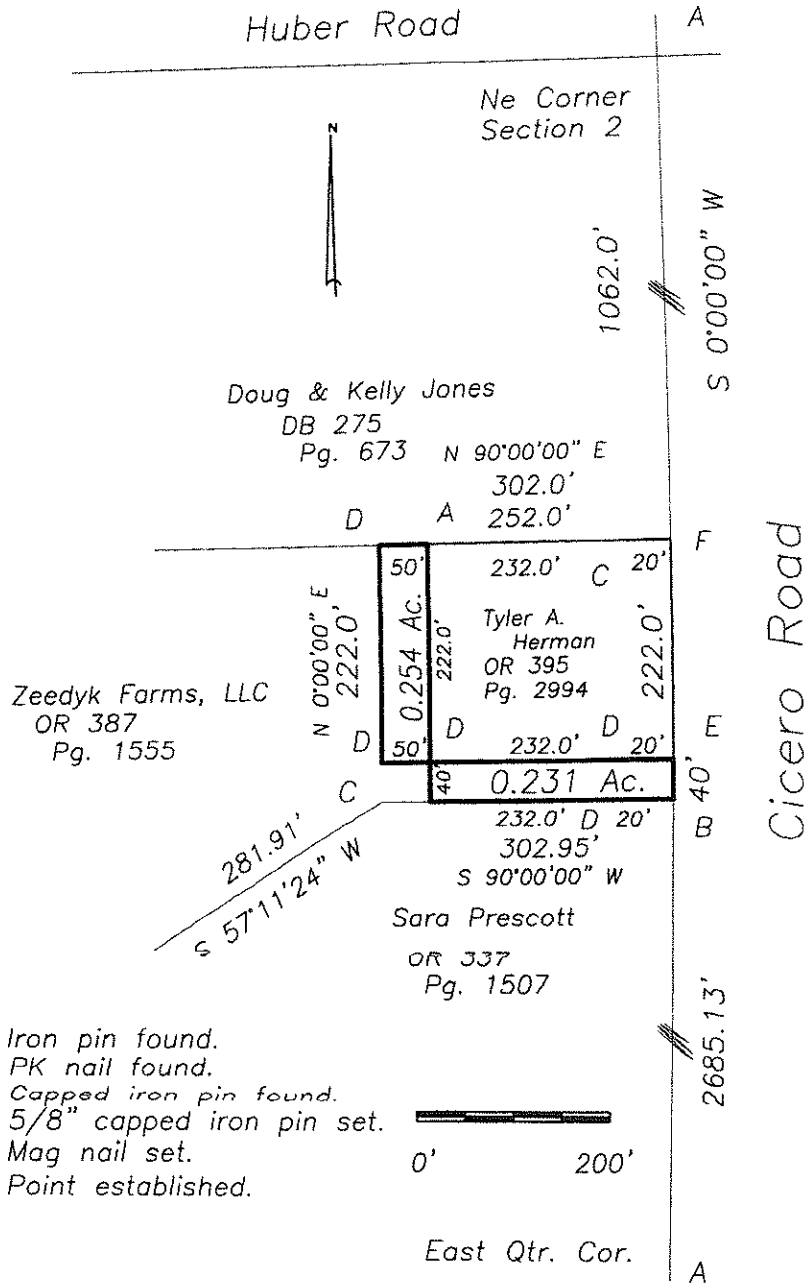 Huber Road
A
Ne Corner
Section 2
N
1062.0'
S 0°00'00" W
Doug & Kelly Jones
DB 275
Pg. 673
N 90°00'00" E
302.0'
252.0'
D
A
F
50'
232.0'
C
20'
N 0°00'00" E
222.0'
0.254 Ac.
222.0'
Tyler A.
Herman
OR 395
Pg. 2994
222.0'
Cicero Road
Zeedyk Farms, LLC
OR 387
Pg. 1555
D
50'
D
232.0'
D
20'
E
C
40'
0.231 Ac.
40'
232.0'
D
20'
B
302.95'
S 90°00'00" W
281.91'
S 57°11'24" W
Sara Prescott
OR 337
Pg. 1507
2685.13'
Iron pin found.
PK nail found.
Capped iron pin found.
5/8" capped iron pin set.
Mag nail set.
Point established.
0'
200'
East Qtr. Cor.
A